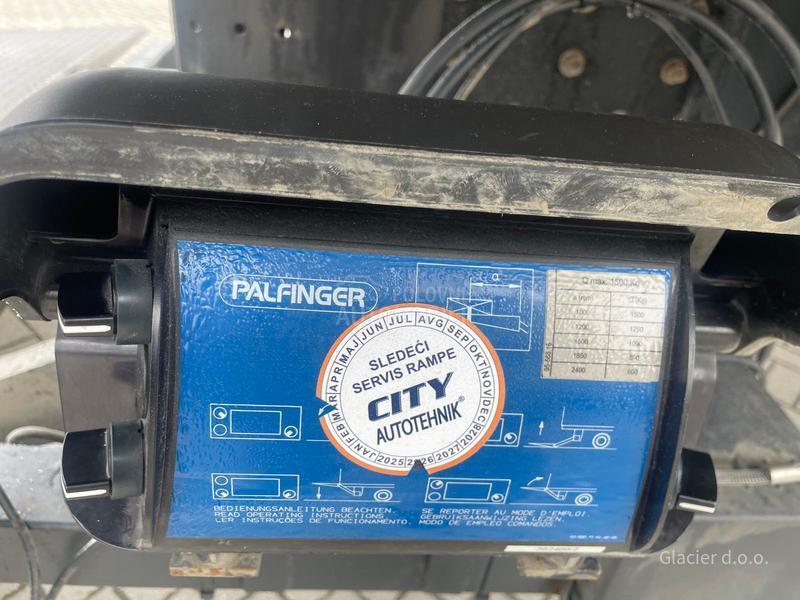 PALFINGER
Q max. 1500 Kg
a (mm) Q (Kg)
1000 1500
1200 1250
1500 1000
1850 800
2400 600
JAN FEB MAR APR MAJ JUN JUL AVG SEP OKT NOV DEC
SLEDEĆI
SERVIS RAMPE
CITY
AUTOTEHNIK®
2025 2026 2027 2028
BEDIENUNGSANLEITUNG BEACHTEN.
READ OPERATING INSTRUCTIONS
LER INSTRUÇÕES DE FUNCIONAMENTO.
SE REPORTER AU MODE D'EMPLOI
GEBRUIKSAANWIJZING LEZEN.
MODO DE EMPLEO COMANDOS.
Glacier d.o.o.